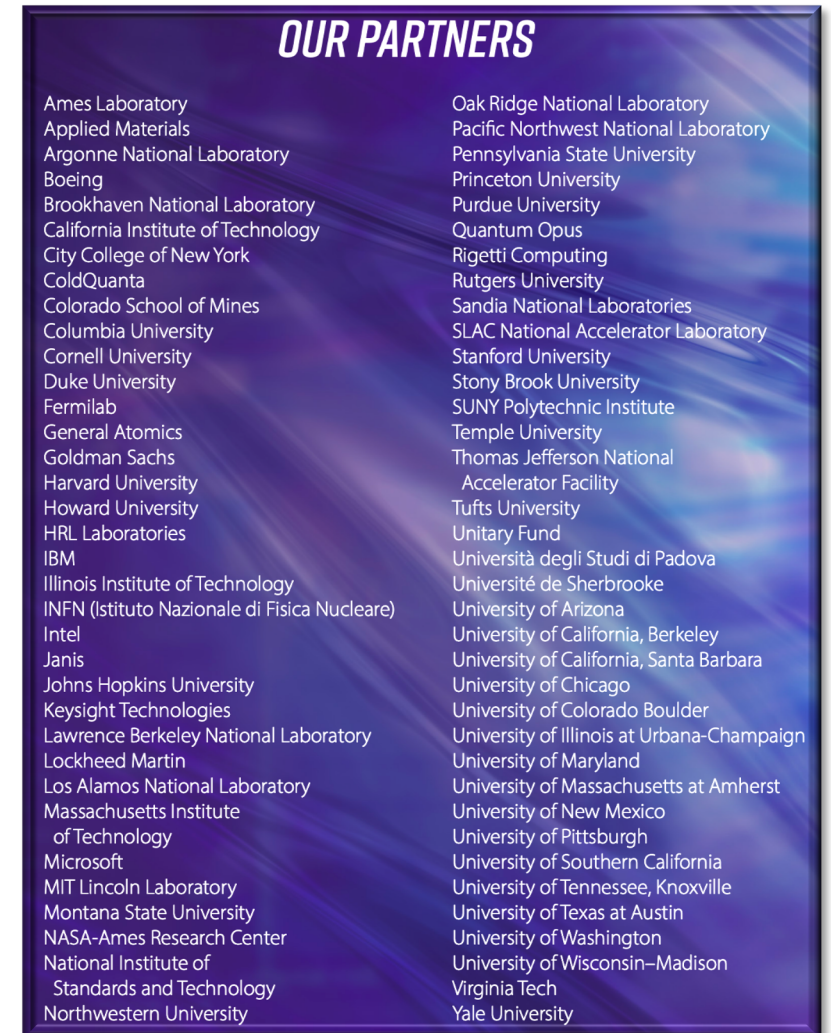 OUR PARTNERS
Ames Laboratory
Applied Materials
Argonne National Laboratory
Boeing
Brookhaven National Laboratory
California Institute of Technology
City College of New York
ColdQuanta
Colorado School of Mines
Columbia University
Cornell University
Duke University
Fermilab
General Atomics
Goldman Sachs
Harvard University
Howard University
HRL Laboratories
IBM
Illinois Institute of Technology
INFN (Istituto Nazionale di Fisica Nucleare)
Intel
Janis
Johns Hopkins University
Keysight Technologies
Lawrence Berkeley National Laboratory
Lockheed Martin
Los Alamos National Laboratory
Massachusetts Institute
of Technology
Microsoft
MIT Lincoln Laboratory
Montana State University
NASA-Ames Research Center
National Institute of
Standards and Technology
Northwestern University
Oak Ridge National Laboratory
Pacific Northwest National Laboratory
Pennsylvania State University
Princeton University
Purdue University
Quantum Opus
Rigetti Computing
Rutgers University
Sandia National Laboratories
SLAC National Accelerator Laboratory
Stanford University
Stony Brook University
SUNY Polytechnic Institute
Temple University
Thomas Jefferson National
Accelerator Facility
Tufts University
Unitary Fund
Università degli Studi di Padova
Université de Sherbrooke
University of Arizona
University of California, Berkeley
University of California, Santa Barbara
University of Chicago
University of Colorado Boulder
University of Illinois at Urbana-Champaign
University of Maryland
University of Massachusetts at Amherst
University of New Mexico
University of Pittsburgh
University of Southern California
University of Tennessee, Knoxville
University of Texas at Austin
University of Washington
University of Wisconsin–Madison
Virginia Tech
Yale University